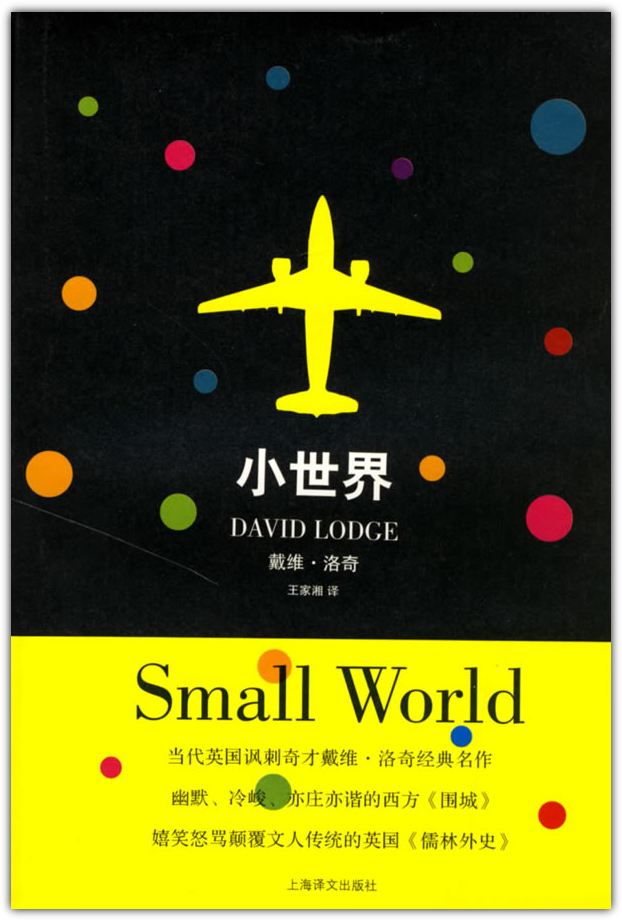 小世界
DAVID LODGE
戴维·洛奇
王家湘 译
Small World
当代英国讽刺奇才戴维·洛奇经典名作
幽默、冷峻、亦庄亦谐的西方《围城》
嬉笑怒骂颠覆文人传统的英国《儒林外史》
上海译文出版社